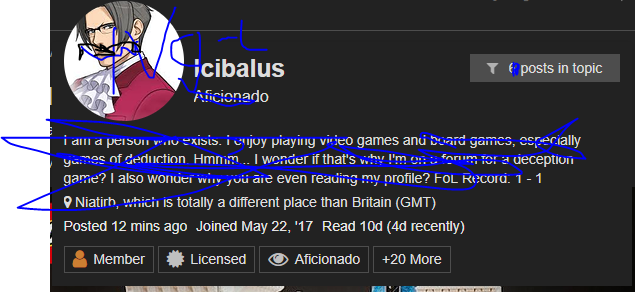 Icibalus
posts in topic
Aficionado
I am a person who exists. I enjoy playing video games and board games, especially
games of deduction. Hmmm... I wonder if that's why I'm on a forum for a deception
game? I also wonder why you are even reading my profile? FoL Record: 1 - 1
Niatirb, which is totally a different place than Britain (GMT)
Posted 12 mins ago Joined May 22, '17 Read 10d (4d recently)
Member Licensed Aficionado +20 More